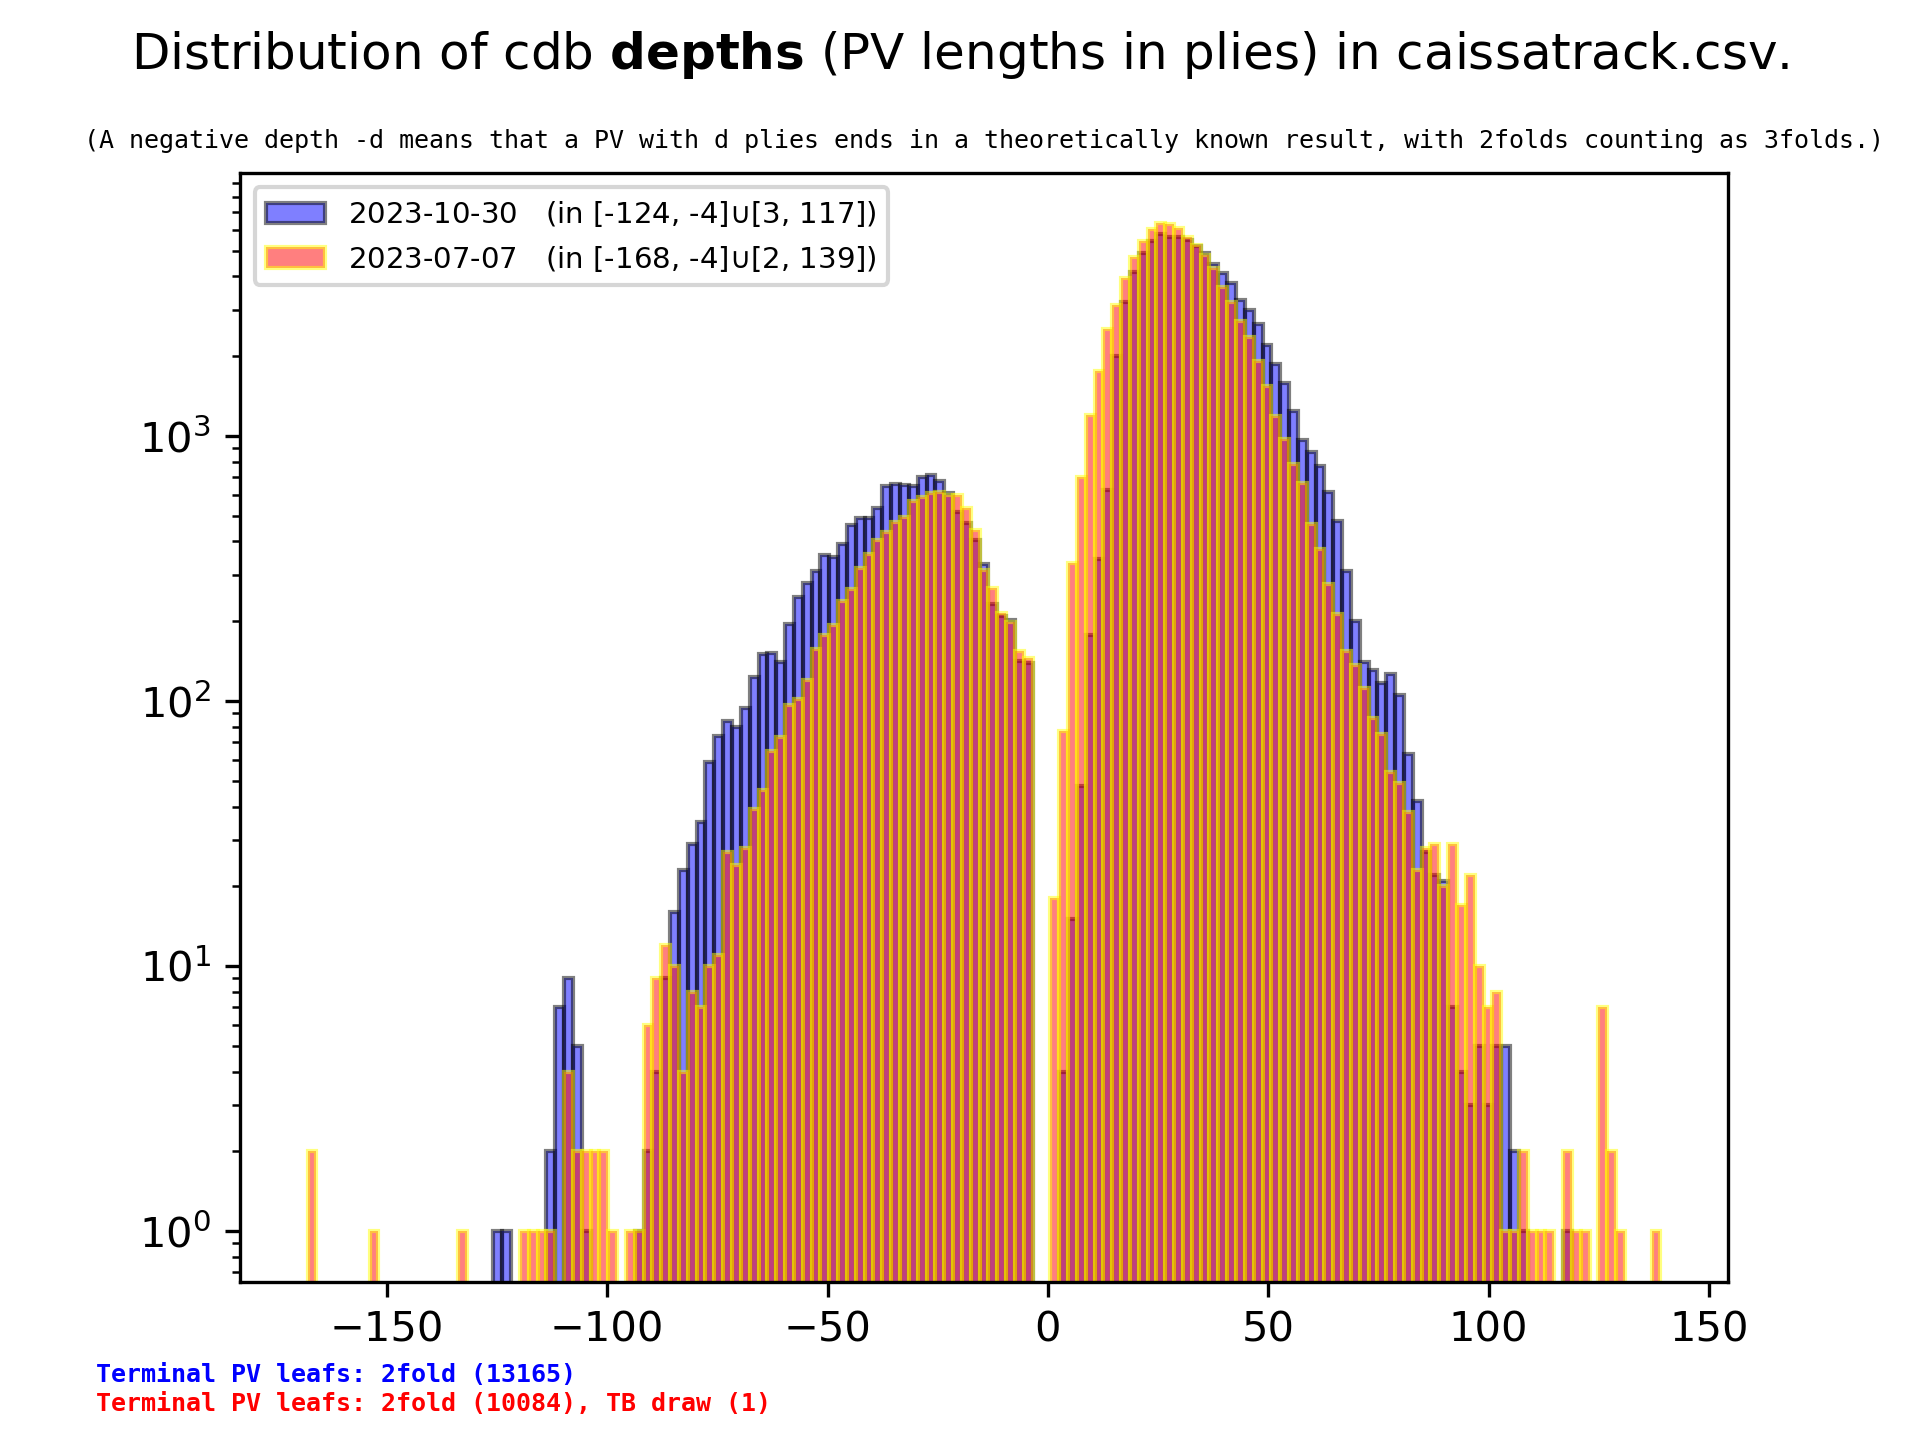 Distribution of cdb depths (PV lengths in plies) in caissatrack.csv.
(A negative depth -d means that a PV with d plies ends in a theoretically known result, with 2folds counting as 3folds.)
2023-10-30 (in [-124, -4]∪[3, 117])
2023-07-07 (in [-168, -4]∪[2, 139])
10³
10²
10¹
10⁰
−150 −100 −50 0 50 100 150
Terminal PV leafs: 2fold (13165)
Terminal PV leafs: 2fold (10084), TB draw (1)